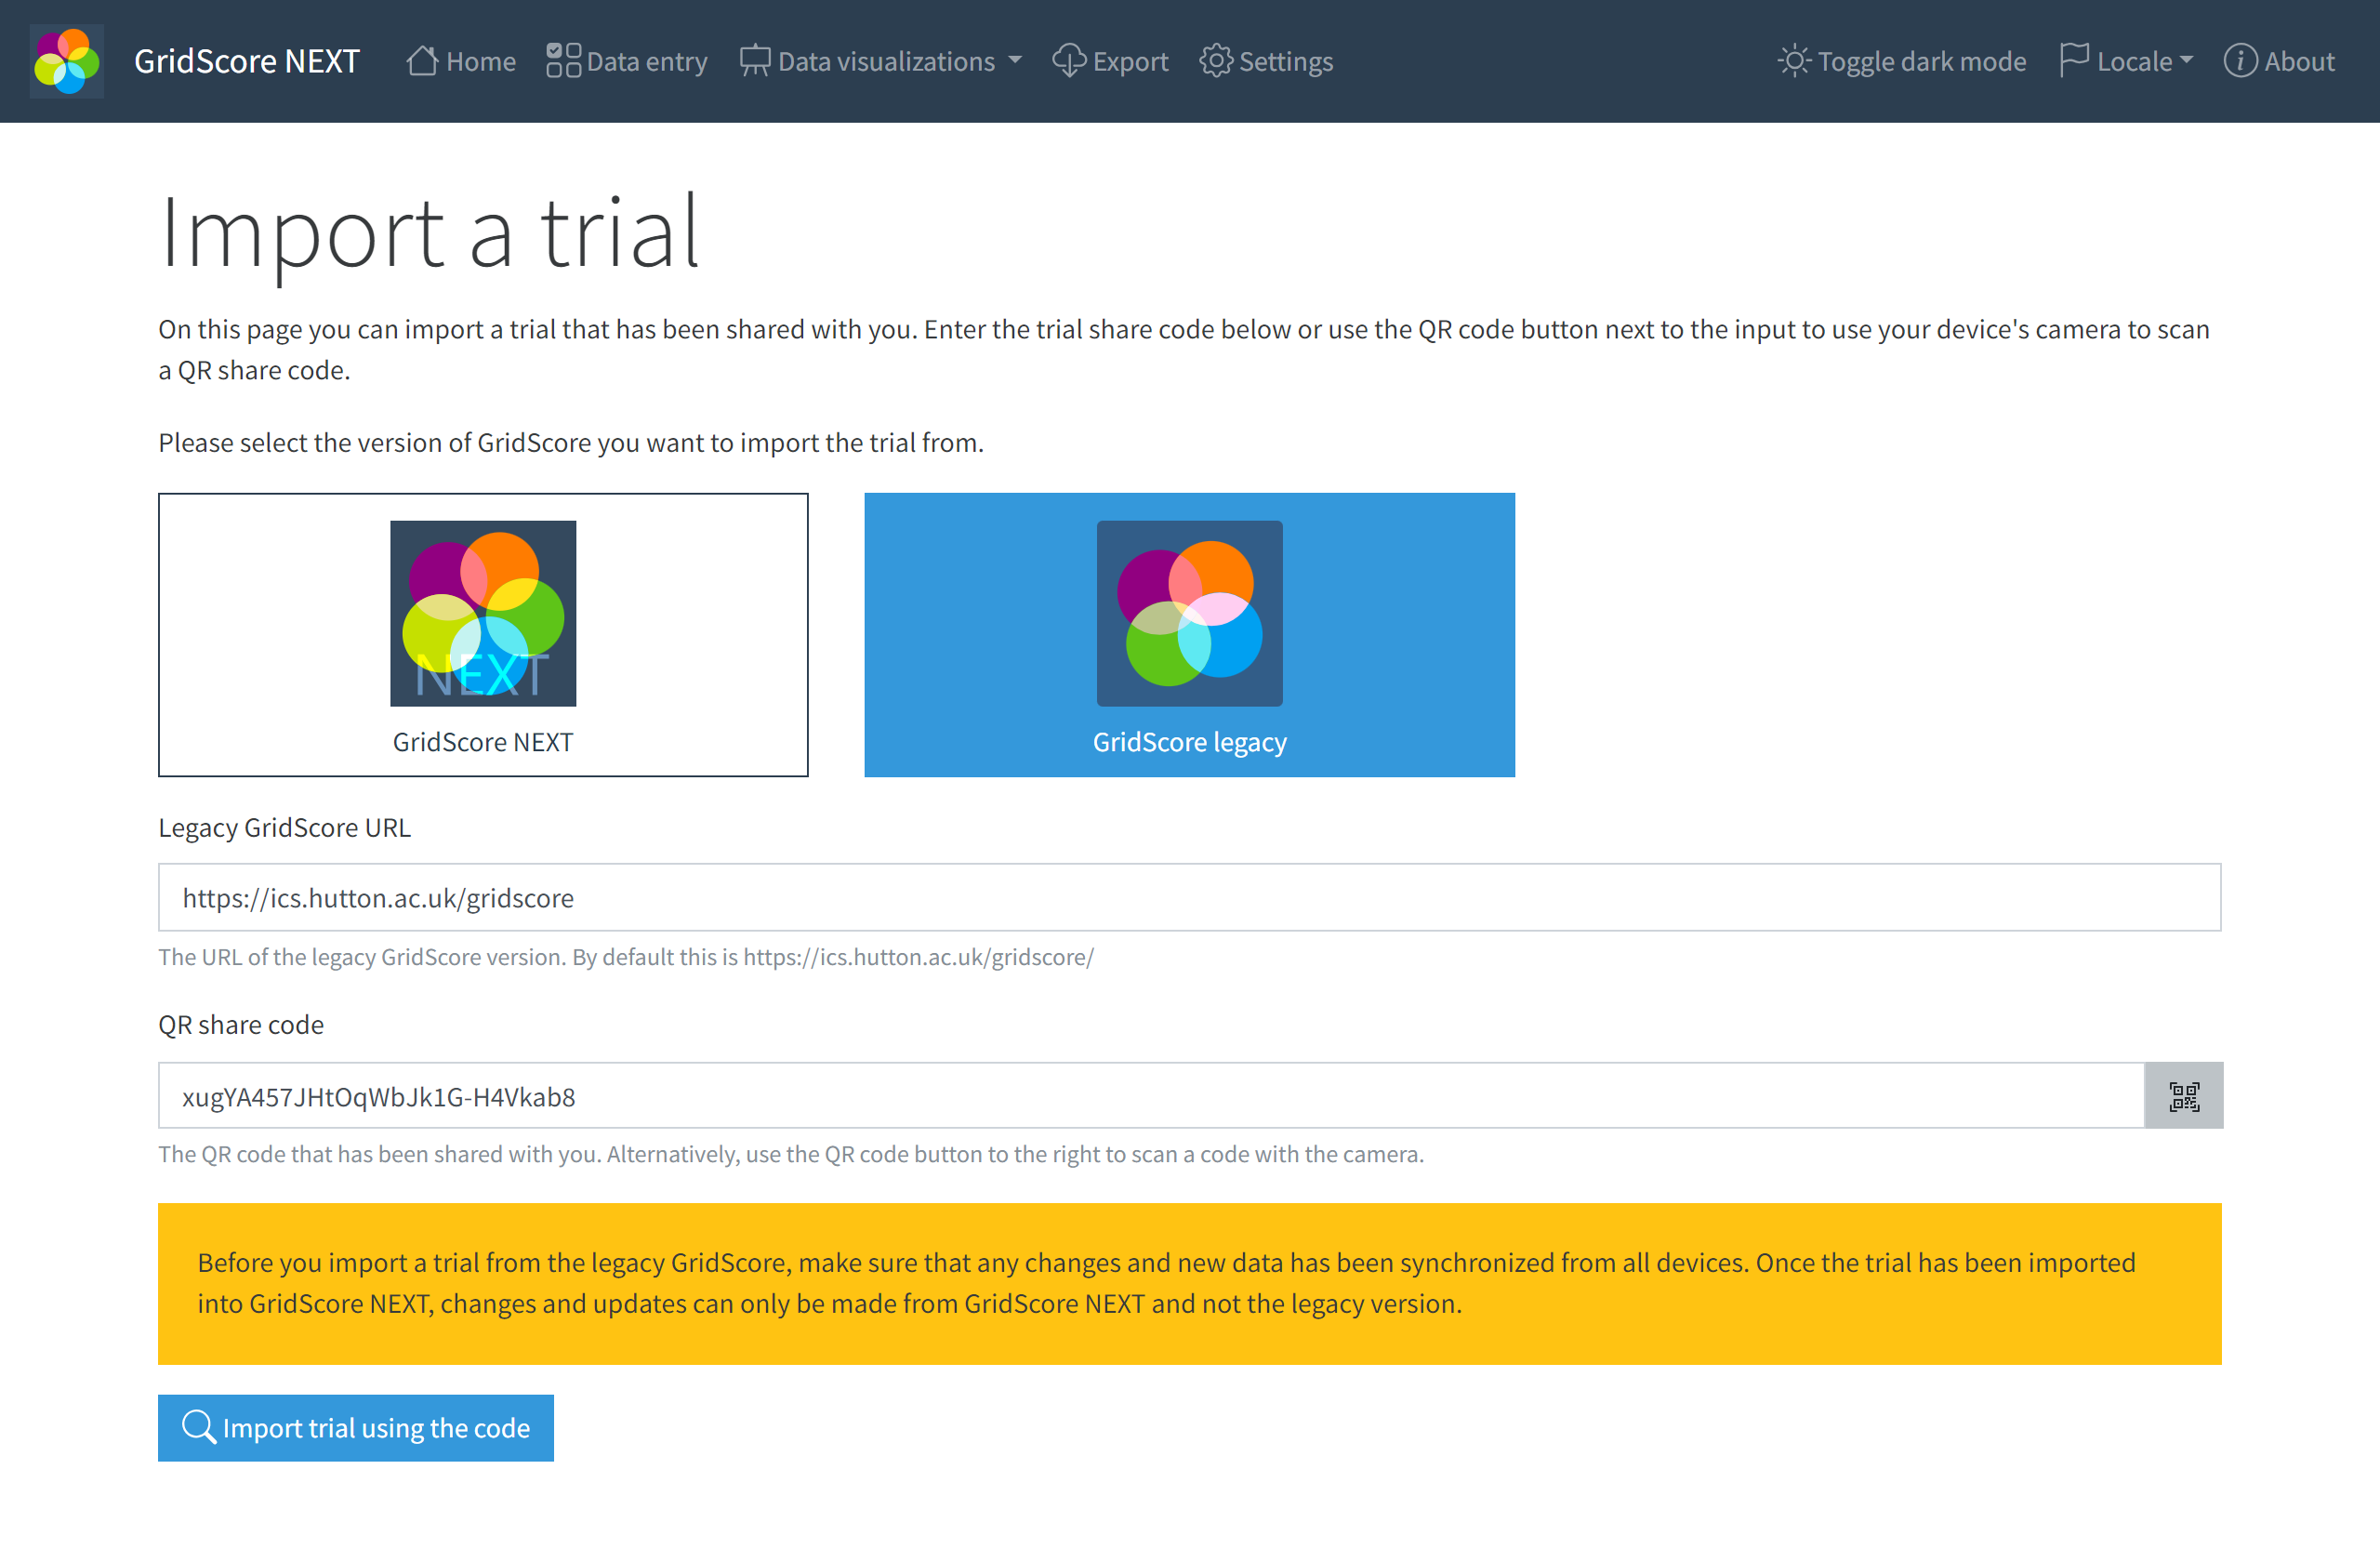 GridScore NEXT Home Data entry Data visualizations Export Settings Toggle dark mode Locale About
Import a trial
On this page you can import a trial that has been shared with you. Enter the trial share code below or use the QR code button next to the input to use your device's camera to scan
a QR share code.
Please select the version of GridScore you want to import the trial from.
NEXT
GridScore NEXT
GridScore legacy
Legacy GridScore URL
https://ics.hutton.ac.uk/gridscore
The URL of the legacy GridScore version. By default this is https://ics.hutton.ac.uk/gridscore/
QR share code
xugYA457JHtOqWbJk1G-H4Vkab8
The QR code that has been shared with you. Alternatively, use the QR code button to the right to scan a code with the camera.
Before you import a trial from the legacy GridScore, make sure that any changes and new data has been synchronized from all devices. Once the trial has been imported
into GridScore NEXT, changes and updates can only be made from GridScore NEXT and not the legacy version.
Import trial using the code